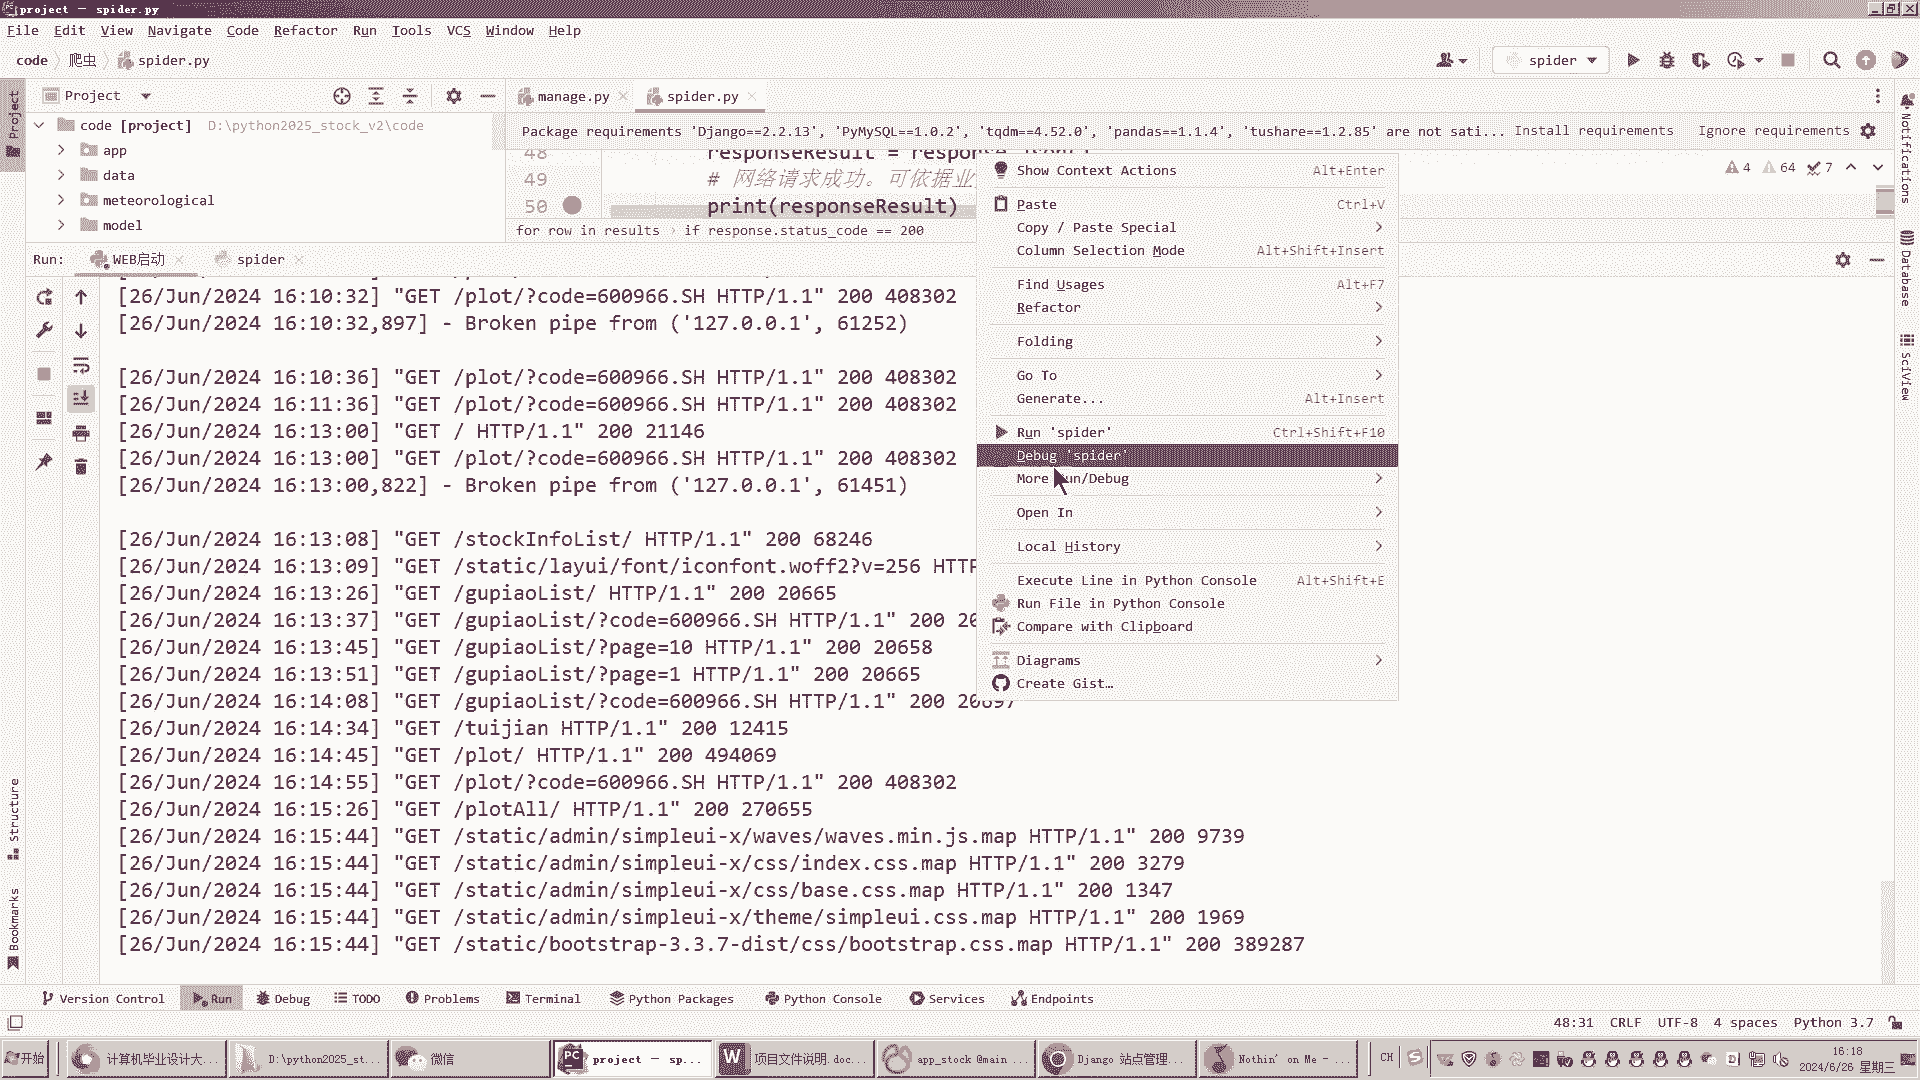 project – spider.py
File Edit View Navigate Code Refactor Run Tools VCS Window Help
code 爬虫 spider.py
spider
Project
manage.py
spider.py
Package requirements 'Django==2.2.13', 'PyMySQL==1.0.2', 'tqdm==4.52.0', 'pandas==1.1.4', 'tushare==1.2.85' are not sati... Install requirements Ignore requirements
code [project] D:\python2025_stock_v2\code
app
data
meteorological
model
48 responseResult = response.json()
49 # 网络请求成功。可依据业
50 print(responseResult)
4 64 7
for row in results › if response.status_code == 200
Run: WEB启动 spider
[26/Jun/2024 16:10:32] "GET /plot/?code=600966.SH HTTP/1.1" 200 408302
[26/Jun/2024 16:10:32,897] - Broken pipe from ('127.0.0.1', 61252)
[26/Jun/2024 16:10:36] "GET /plot/?code=600966.SH HTTP/1.1" 200 408302
[26/Jun/2024 16:11:36] "GET /plot/?code=600966.SH HTTP/1.1" 200 408302
[26/Jun/2024 16:13:00] "GET / HTTP/1.1" 200 21146
[26/Jun/2024 16:13:00] "GET /plot/?code=600966.SH HTTP/1.1" 200 408302
[26/Jun/2024 16:13:00,822] - Broken pipe from ('127.0.0.1', 61451)
[26/Jun/2024 16:13:08] "GET /stockInfoList/ HTTP/1.1" 200 68246
[26/Jun/2024 16:13:09] "GET /static/layui/font/iconfont.woff2?v=256 HTTP
[26/Jun/2024 16:13:26] "GET /gupiaoList/ HTTP/1.1" 200 20665
[26/Jun/2024 16:13:37] "GET /gupiaoList/?code=600966.SH HTTP/1.1" 200 20
[26/Jun/2024 16:13:45] "GET /gupiaoList/?page=10 HTTP/1.1" 200 20658
[26/Jun/2024 16:13:51] "GET /gupiaoList/?page=1 HTTP/1.1" 200 20665
[26/Jun/2024 16:14:08] "GET /gupiaoList/?code=600966.SH HTTP/1.1" 200 20697
[26/Jun/2024 16:14:34] "GET /tuijian HTTP/1.1" 200 12415
[26/Jun/2024 16:14:45] "GET /plot/ HTTP/1.1" 200 494069
[26/Jun/2024 16:14:55] "GET /plot/?code=600966.SH HTTP/1.1" 200 408302
[26/Jun/2024 16:15:26] "GET /plotAll/ HTTP/1.1" 200 270655
[26/Jun/2024 16:15:44] "GET /static/admin/simpleui-x/waves/waves.min.js.map HTTP/1.1" 200 9739
[26/Jun/2024 16:15:44] "GET /static/admin/simpleui-x/css/index.css.map HTTP/1.1" 200 3279
[26/Jun/2024 16:15:44] "GET /static/admin/simpleui-x/css/base.css.map HTTP/1.1" 200 1347
[26/Jun/2024 16:15:44] "GET /static/admin/simpleui-x/theme/simpleui.css.map HTTP/1.1" 200 1969
[26/Jun/2024 16:15:44] "GET /static/bootstrap-3.3.7-dist/css/bootstrap.css.map HTTP/1.1" 200 389287
Show Context Actions Alt+Enter
Paste Ctrl+V
Copy / Paste Special
Column Selection Mode Alt+Shift+Insert
Find Usages Alt+F7
Refactor
Folding
Go To
Generate... Alt+Insert
Run 'spider' Ctrl+Shift+F10
Debug 'spider'
More Run/Debug
Open In
Local History
Execute Line in Python Console Alt+Shift+E
Run File in Python Console
Compare with Clipboard
Diagrams
Create Gist…
Project
Structure
Bookmarks
Notifications
Database
SciView
Version Control Run Debug TODO Problems Terminal Python Packages Python Console Services Endpoints
48:31 CRLF UTF-8 4 spaces Python 3.7
开始 计算机毕业设计大... D:\python2025_st... 微信 project – sp... 项目文件说明.doc... app_stock @main ... Django 站点管理... Nothin' on Me – ... CH
16:18
2024/6/26 星期三